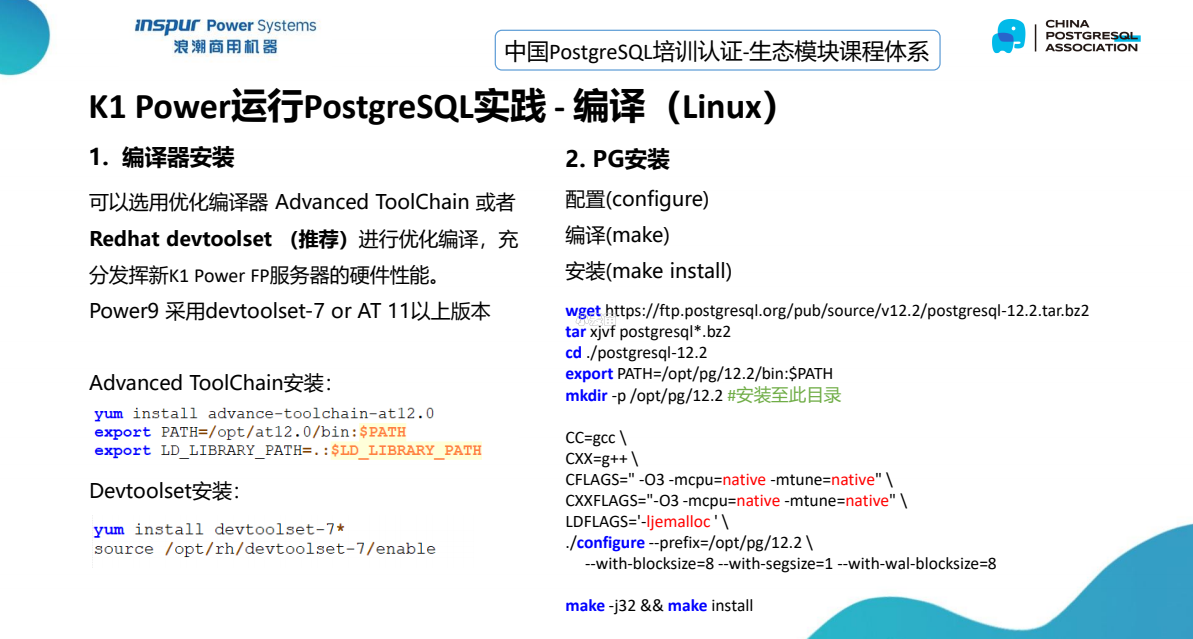 inspur Power Systems
浪潮商用机器
中国PostgreSQL培训认证-生态模块课程体系
CHINA
POSTGRESQL
ASSOCIATION
K1 Power运行PostgreSQL实践 - 编译（Linux）
1. 编译器安装
可以选用优化编译器 Advanced ToolChain 或者
Redhat devtoolset （推荐）进行优化编译，充
分发挥新K1 Power FP服务器的硬件性能。
Power9 采用devtoolset-7 or AT 11以上版本
Advanced ToolChain安装：
yum install advance-toolchain-at12.0
export PATH=/opt/at12.0/bin:$PATH
export LD_LIBRARY_PATH=.:$LD_LIBRARY_PATH
Devtoolset安装：
yum install devtoolset-7*
source /opt/rh/devtoolset-7/enable
2. PG安装
配置(configure)
编译(make)
安装(make install)
wget https://ftp.postgresql.org/pub/source/v12.2/postgresql-12.2.tar.bz2
tar xjvf postgresql*.bz2
cd ./postgresql-12.2
export PATH=/opt/pg/12.2/bin:$PATH
mkdir -p /opt/pg/12.2 #安装至此目录
CC=gcc \
CXX=g++ \
CFLAGS=" -O3 -mcpu=native -mtune=native" \
CXXFLAGS="-O3 -mcpu=native -mtune=native" \
LDFLAGS='-ljemalloc ' \
./configure --prefix=/opt/pg/12.2 \
--with-blocksize=8 --with-segsize=1 --with-wal-blocksize=8
make -j32 && make install